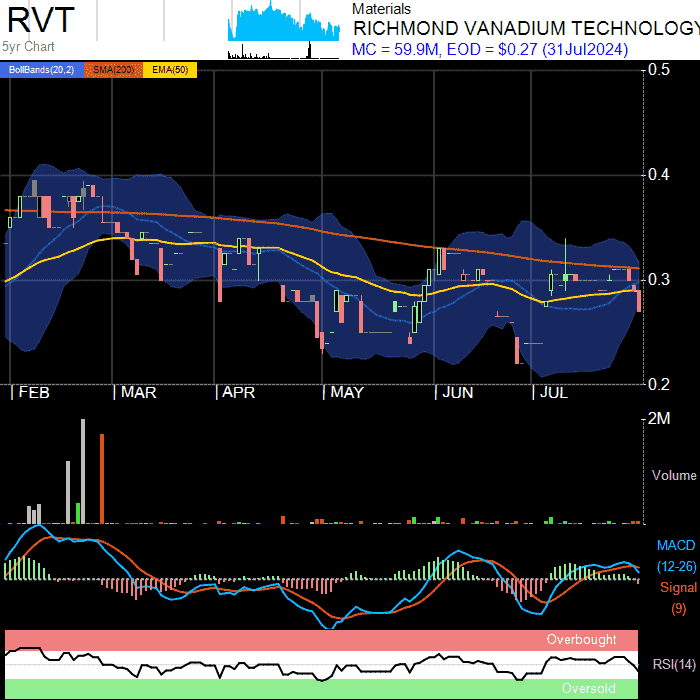 RVT
5yr Chart
Materials
RICHMOND VANADIUM TECHNOLOGY
MC = 59.9M, EOD = $0.27 (31Jul2024)
BollBands(20,2) SMA(200) EMA(50)
0.5
0.4
0.3
0.2
FEB MAR APR MAY JUN JUL
2M
Volume
MACD
(12-26)
Signal
(9)
Overbought
RSI(14)
Oversold